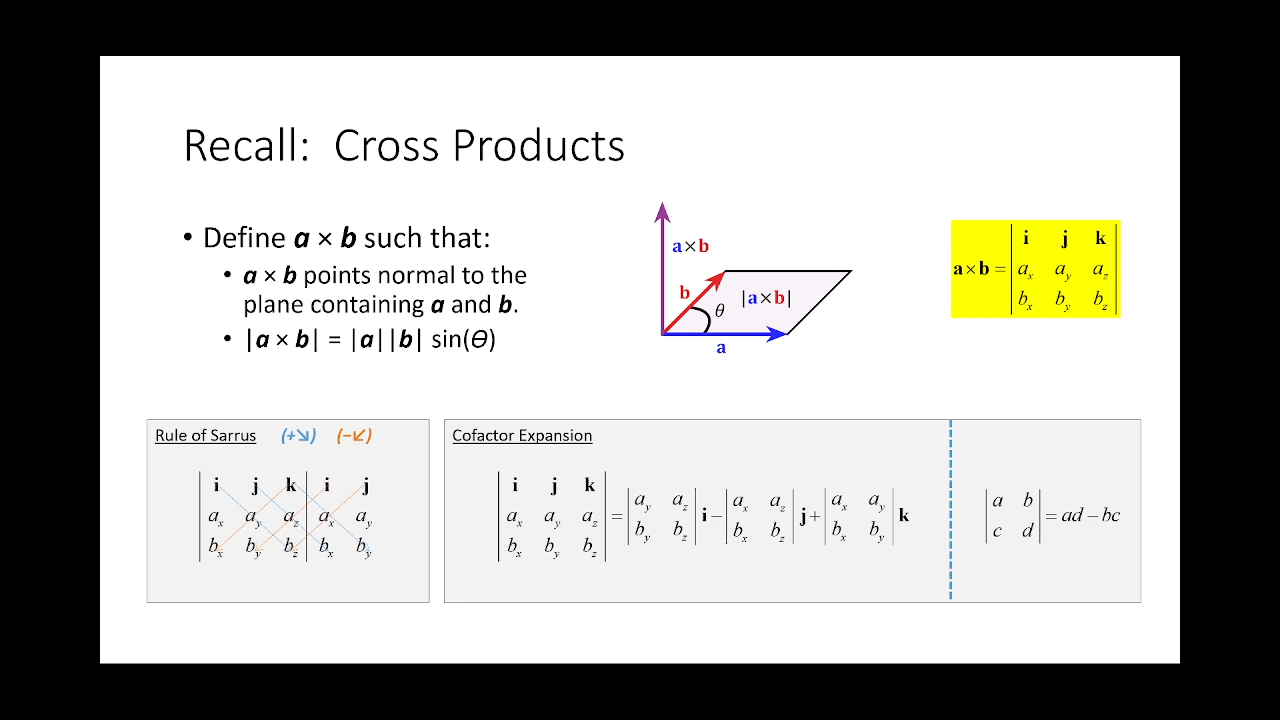 Recall: Cross Products
• Define a × b such that:
• a × b points normal to the
plane containing a and b.
• |a × b| = |a||b| sin(Θ)
a×b
b
θ
|a×b|
a
a×b = | i j k |
| a_x a_y a_z |
| b_x b_y b_z |
Rule of Sarrus (+↘) (−↙)
| i j k | i j
| a_x a_y a_z | a_x a_y
| b_x b_y b_z | b_x b_y
Cofactor Expansion
| i j k |
| a_x a_y a_z |
| b_x b_y b_z |
= | a_y a_z |
| b_y b_z | i − | a_x a_z |
| b_x b_z | j + | a_x a_y |
| b_x b_y | k
| a b |
| c d | = ad − bc